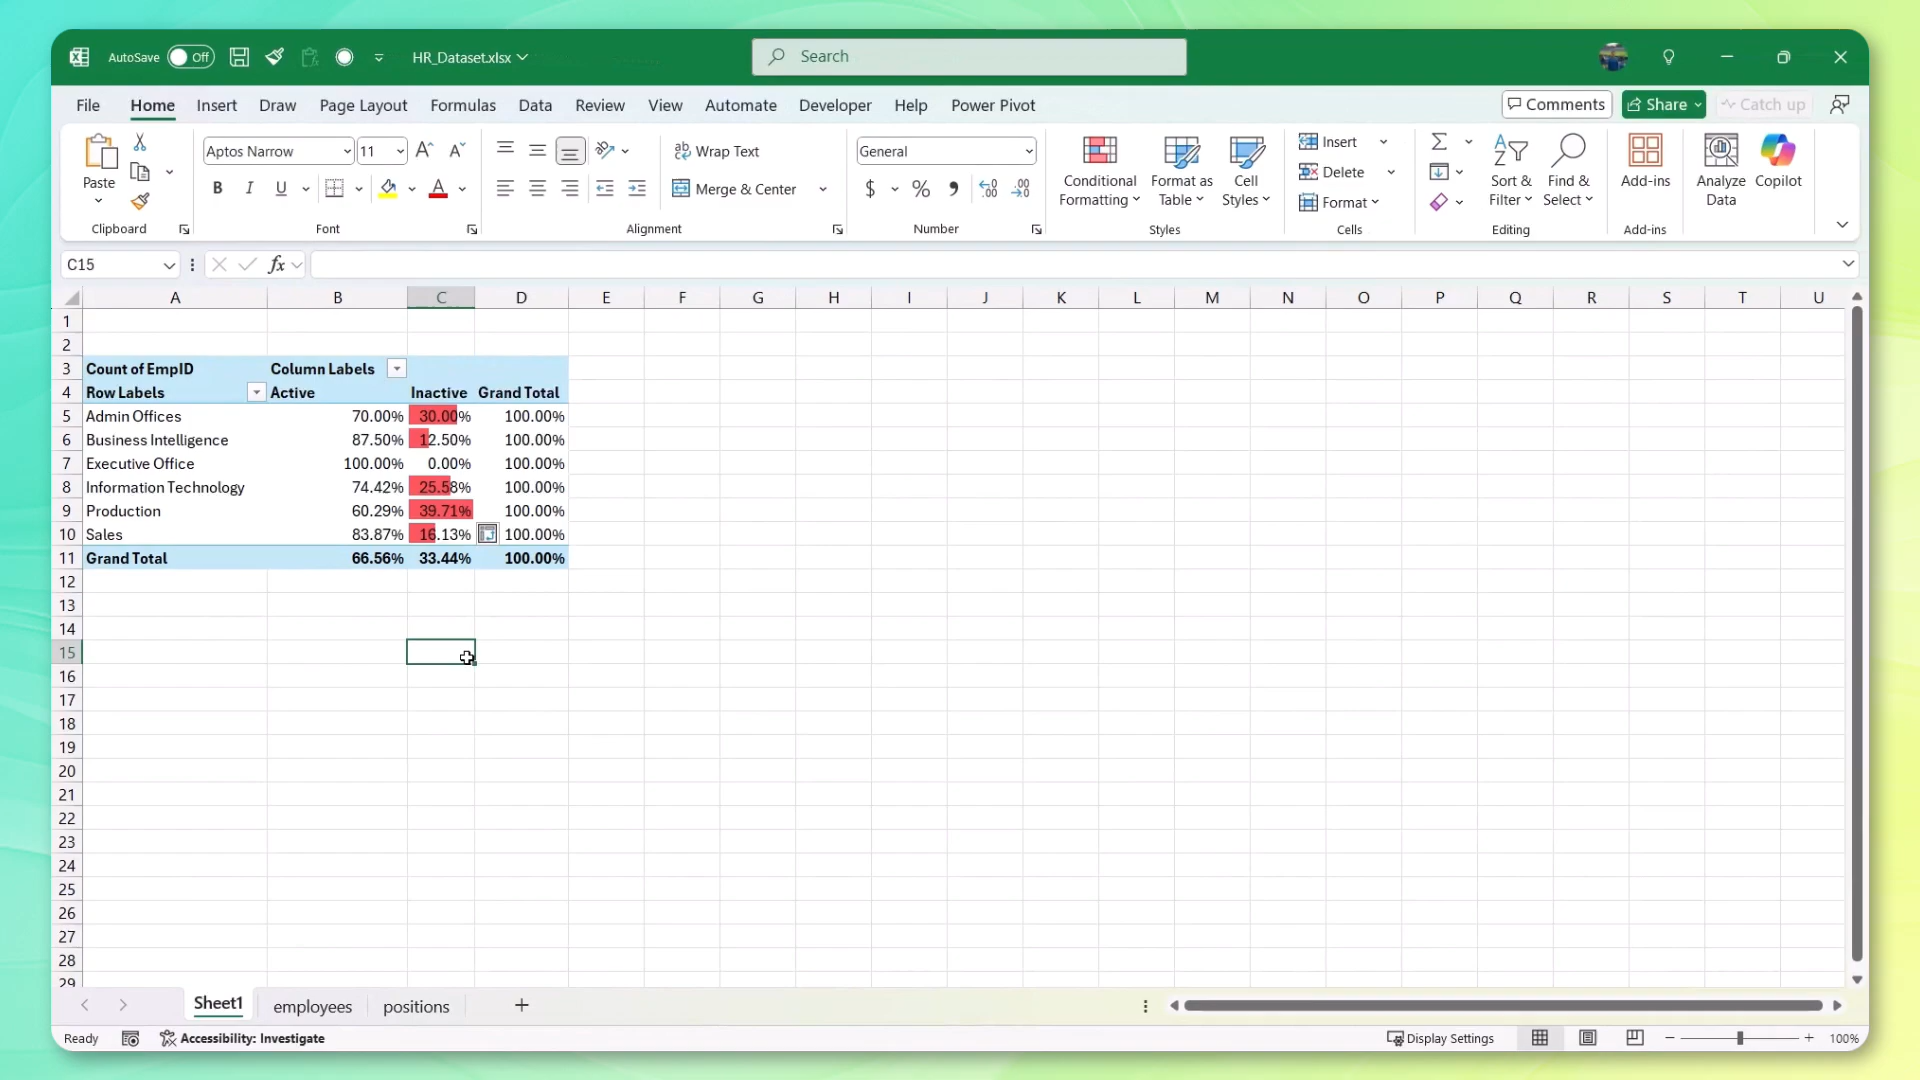 AutoSave Off HR_Dataset.xlsx Search
File Home Insert Draw Page Layout Formulas Data Review View Automate Developer Help Power Pivot Comments Share Catch up
Paste
Clipboard
Aptos Narrow 11
B I U A
Font
Wrap Text
Merge & Center
Alignment
General
$ %
Number
Conditional Formatting
Format as Table
Cell Styles
Styles
Insert
Delete
Format
Cells
Sort & Filter
Find & Select
Editing
Add-ins
Add-ins
Analyze Data
Copilot
C15 fx
A B C D E F G H I J K L M N O P Q R S T U
1
2
3 Count of EmpID Column Labels
4 Row Labels Active Inactive Grand Total
5 Admin Offices 70.00% 30.00% 100.00%
6 Business Intelligence 87.50% 12.50% 100.00%
7 Executive Office 100.00% 0.00% 100.00%
8 Information Technology 74.42% 25.58% 100.00%
9 Production 60.29% 39.71% 100.00%
10 Sales 83.87% 16.13% 100.00%
11 Grand Total 66.56% 33.44% 100.00%
12
13
14
15
16
17
18
19
20
21
22
23
24
25
26
27
28
29
Sheet1 employees positions
Ready Accessibility: Investigate Display Settings 100%